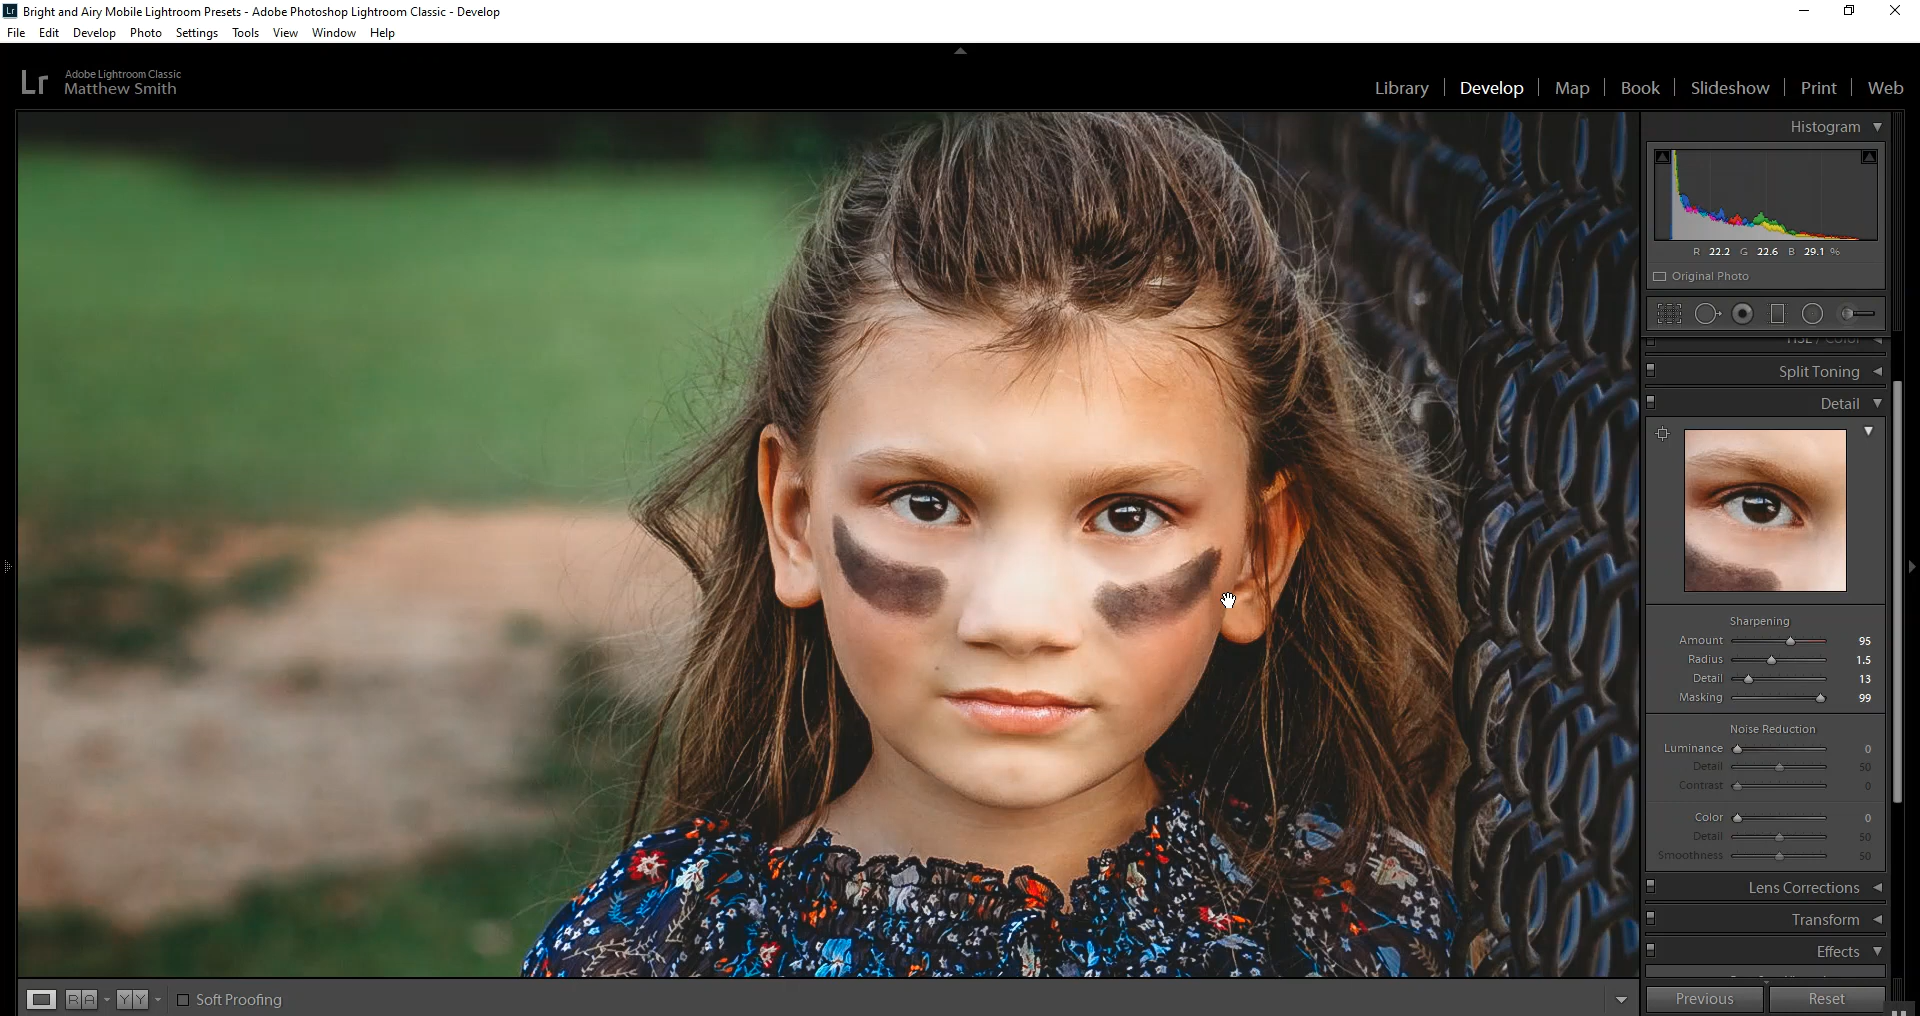 Lr Bright and Airy Mobile Lightroom Presets - Adobe Photoshop Lightroom Classic - Develop
File Edit Develop Photo Settings Tools View Window Help
Lr Adobe Lightroom Classic
Matthew Smith
Library Develop Map Book Slideshow Print Web
Histogram
R 22.2 G 22.6 B 29.1 %
Original Photo
HSL / Color
Split Toning
Detail
Sharpening
Amount 95
Radius 1.5
Detail 13
Masking 99
Noise Reduction
Luminance 0
Detail 50
Contrast 0
Color 0
Detail 50
Smoothness 50
Lens Corrections
Transform
Effects
R A Y Y Soft Proofing
Previous Reset